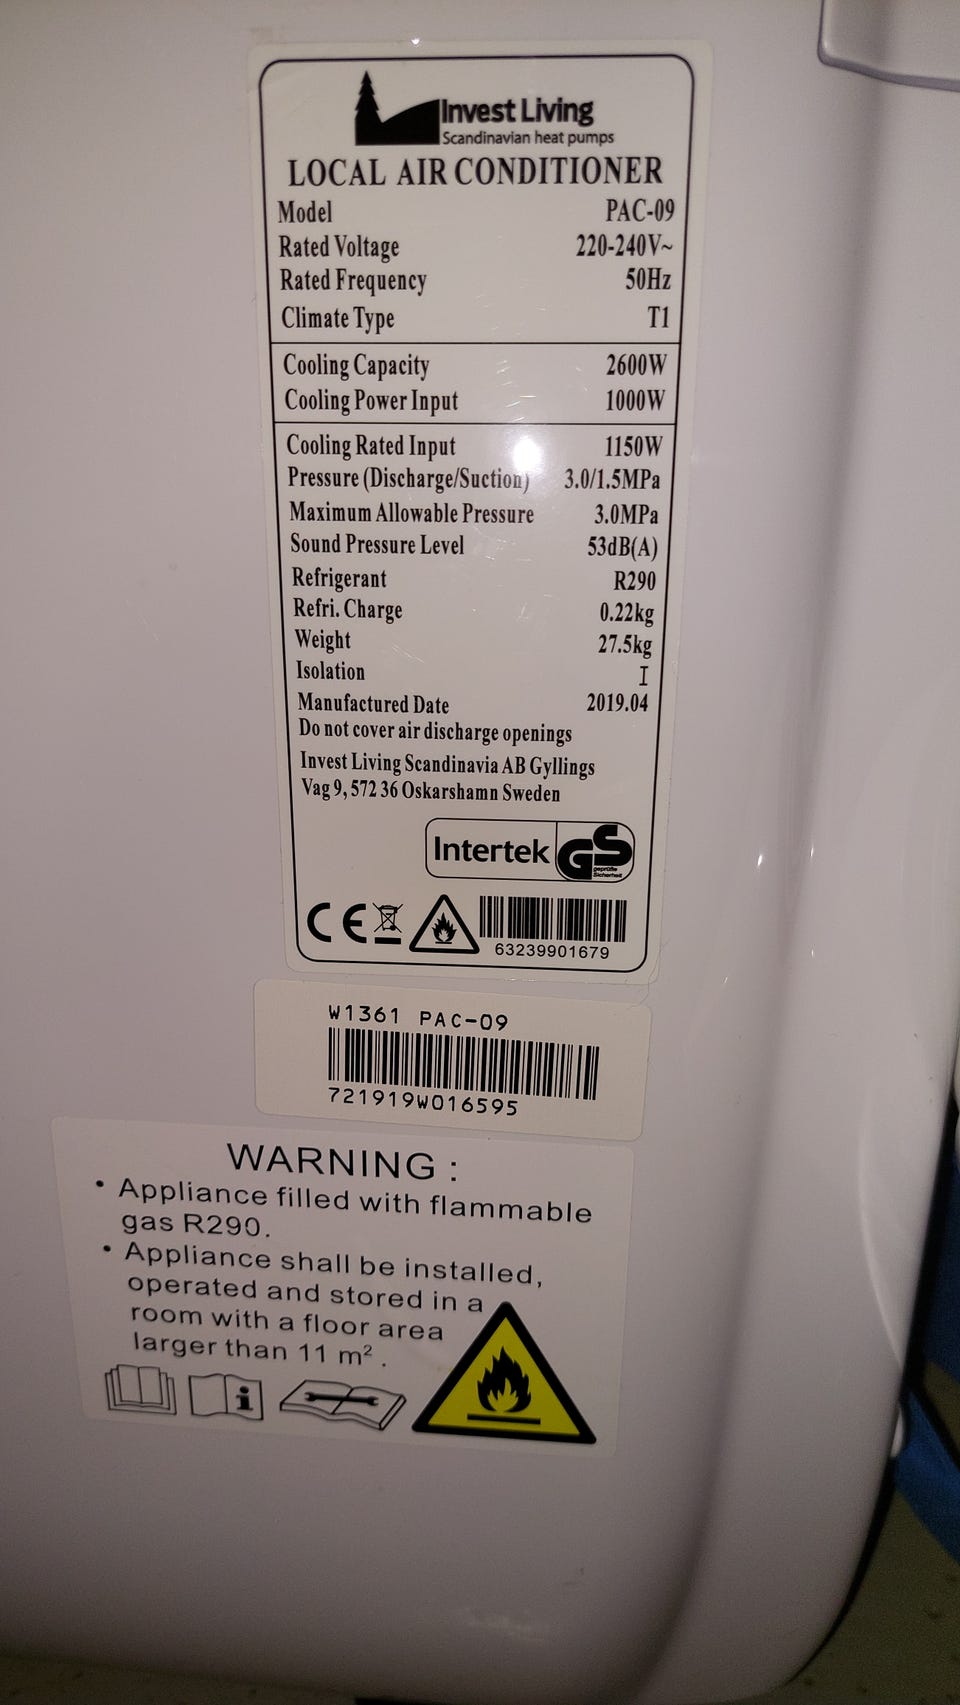 Invest Living
Scandinavian heat pumps
LOCAL AIR CONDITIONER
Model PAC-09
Rated Voltage 220-240V~
Rated Frequency 50Hz
Climate Type T1
Cooling Capacity 2600W
Cooling Power Input 1000W
Cooling Rated Input 1150W
Pressure (Discharge/Suction) 3.0/1.5MPa
Maximum Allowable Pressure 3.0MPa
Sound Pressure Level 53dB(A)
Refrigerant R290
Refri. Charge 0.22kg
Weight 27.5kg
Isolation I
Manufactured Date 2019.04
Do not cover air discharge openings
Invest Living Scandinavia AB Gyllings
Vag 9, 572 36 Oskarshamn Sweden
Intertek GS
geprüfte
Sicherheit
CE
63239901679
W1361 PAC-09
721919W016595
WARNING :
• Appliance filled with flammable
gas R290.
• Appliance shall be installed,
operated and stored in a
room with a floor area
larger than 11 m² .
i